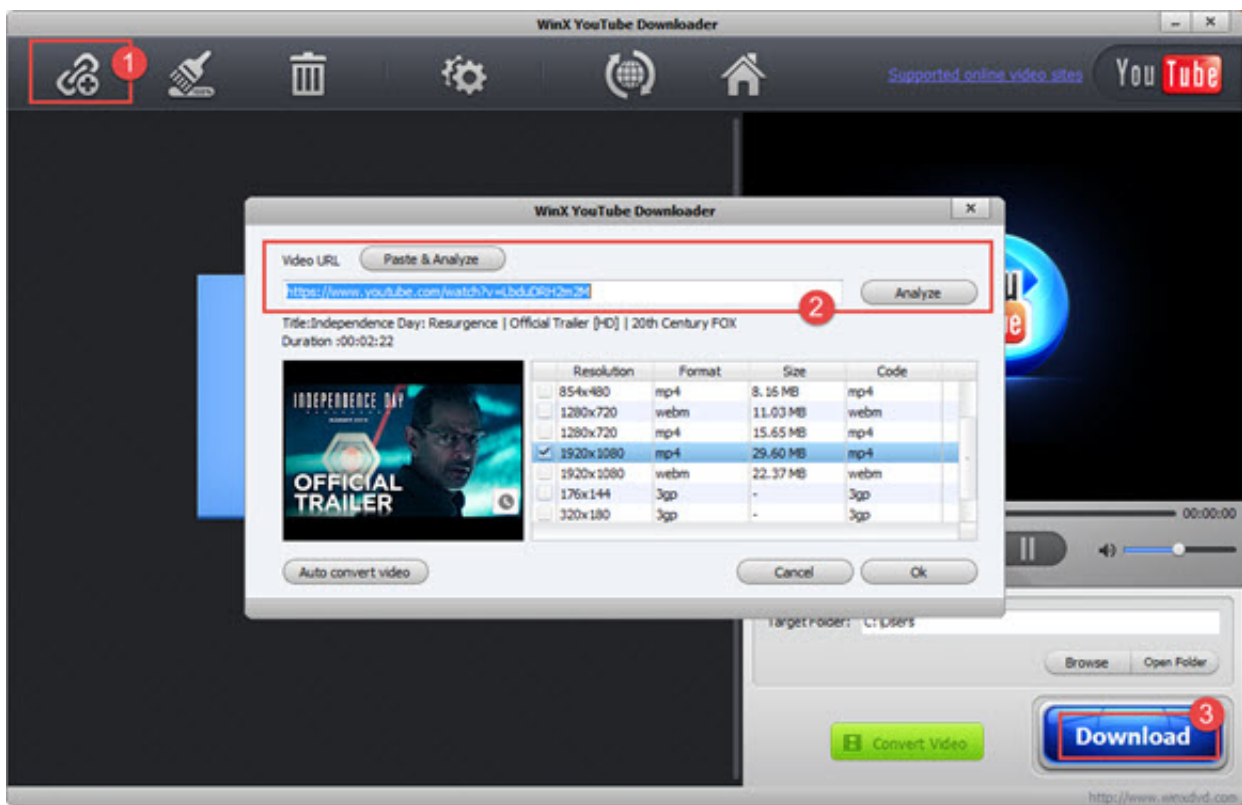 WinX YouTube Downloader
1
Supported online video sites
You Tube
WinX YouTube Downloader
Video URL
Paste & Analyze
https://www.youtube.com/watch?v=LbduDRH2m2M
Analyze
2
Title:Independence Day: Resurgence | Official Trailer [HD] | 20th Century FOX
Duration :00:02:22
INDEPENDENCE DAY
OFFICIAL
TRAILER
Resolution Format Size Code
854x480 mp4 8.16 MB mp4
1280x720 webm 11.03 MB webm
1280x720 mp4 15.65 MB mp4
1920x1080 mp4 29.60 MB mp4
1920x1080 webm 22.37 MB webm
176x144 3gp - 3gp
320x180 3gp - 3gp
00:00:00
Auto convert video
Cancel
Ok
Target Folder: C:\Users
Browse
Open Folder
Convert Video
3
Download
http://www.winxdvd.com